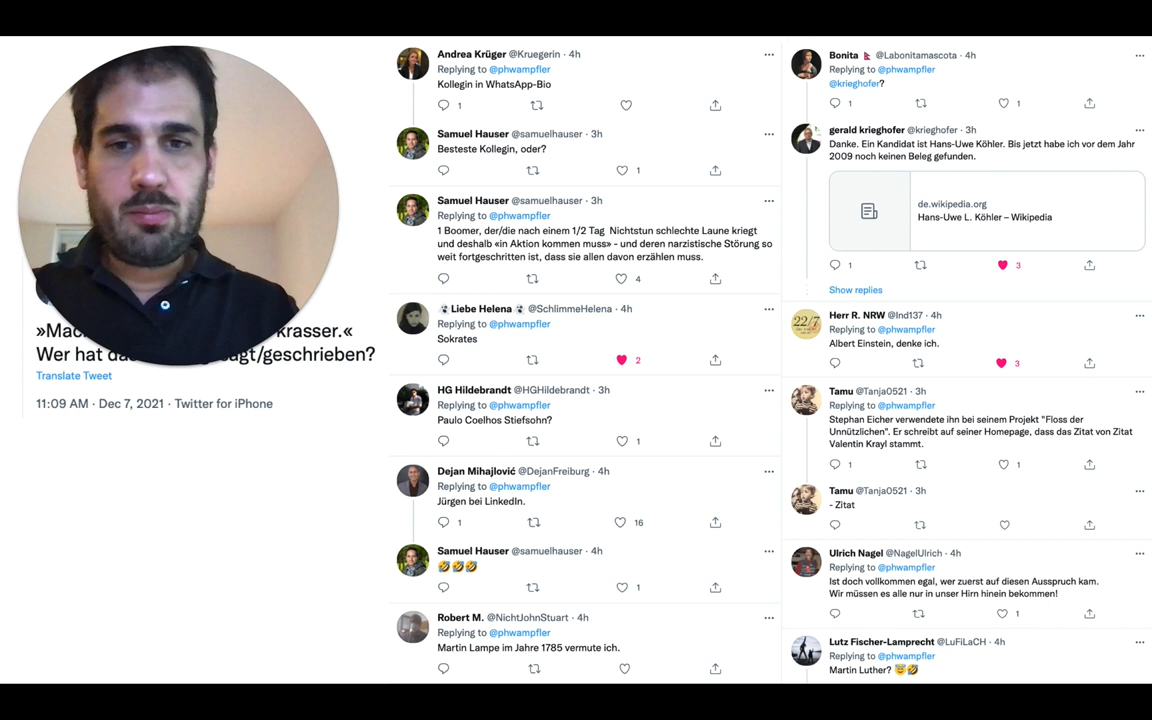 »Mac krasser.«
Wer hat da agt/geschrieben?
Translate Tweet
11:09 AM · Dec 7, 2021 · Twitter for iPhone
Andrea Krüger @Kruegerin · 4h
Replying to @phwampfler
Kollegin in WhatsApp-Bio
1
Samuel Hauser @samuelhauser · 3h
Besteste Kollegin, oder?
1
Samuel Hauser @samuelhauser · 3h
Replying to @phwampfler
1 Boomer, der/die nach einem 1/2 Tag Nichtstun schlechte Laune kriegt
und deshalb «in Aktion kommen muss» - und deren narzistische Störung so
weit fortgeschritten ist, dass sie allen davon erzählen muss.
4
Liebe Helena @SchlimmeHelena · 4h
Replying to @phwampfler
Sokrates
2
HG Hildebrandt @HGHildebrandt · 3h
Replying to @phwampfler
Paulo Coelhos Stiefsohn?
1
Dejan Mihajlović @DejanFreiburg · 4h
Replying to @phwampfler
Jürgen bei LinkedIn.
1 16
Samuel Hauser @samuelhauser · 4h
🤣🤣🤣
1
Robert M. @NichtJohnStuart · 4h
Replying to @phwampfler
Martin Lampe im Jahre 1785 vermute ich.
Bonita 🇳🇵 @Labonitamascota · 4h
Replying to @phwampfler
@krieghofer?
1 1
gerald krieghofer @krieghofer · 3h
Danke. Ein Kandidat ist Hans-Uwe Köhler. Bis jetzt habe ich vor dem Jahr
2009 noch keinen Beleg gefunden.
de.wikipedia.org
Hans-Uwe L. Köhler – Wikipedia
1 3
Show replies
Herr R. NRW @Ind137 · 4h
22/7
Replying to @phwampfler
Albert Einstein, denke ich.
3
Tamu @Tanja0521 · 3h
Replying to @phwampfler
Stephan Eicher verwendete ihn bei seinem Projekt "Floss der
Unnützlichen". Er schreibt auf seiner Homepage, dass das Zitat von Zitat
Valentin Krayl stammt.
1 1
Tamu @Tanja0521 · 3h
- Zitat
Ulrich Nagel @NagelUlrich · 4h
Replying to @phwampfler
Ist doch vollkommen egal, wer zuerst auf diesen Ausspruch kam.
Wir müssen es alle nur in unser Hirn hinein bekommen!
1
Lutz Fischer-Lamprecht @LuFiLaCH · 4h
Replying to @phwampfler
Martin Luther? 😇🤣